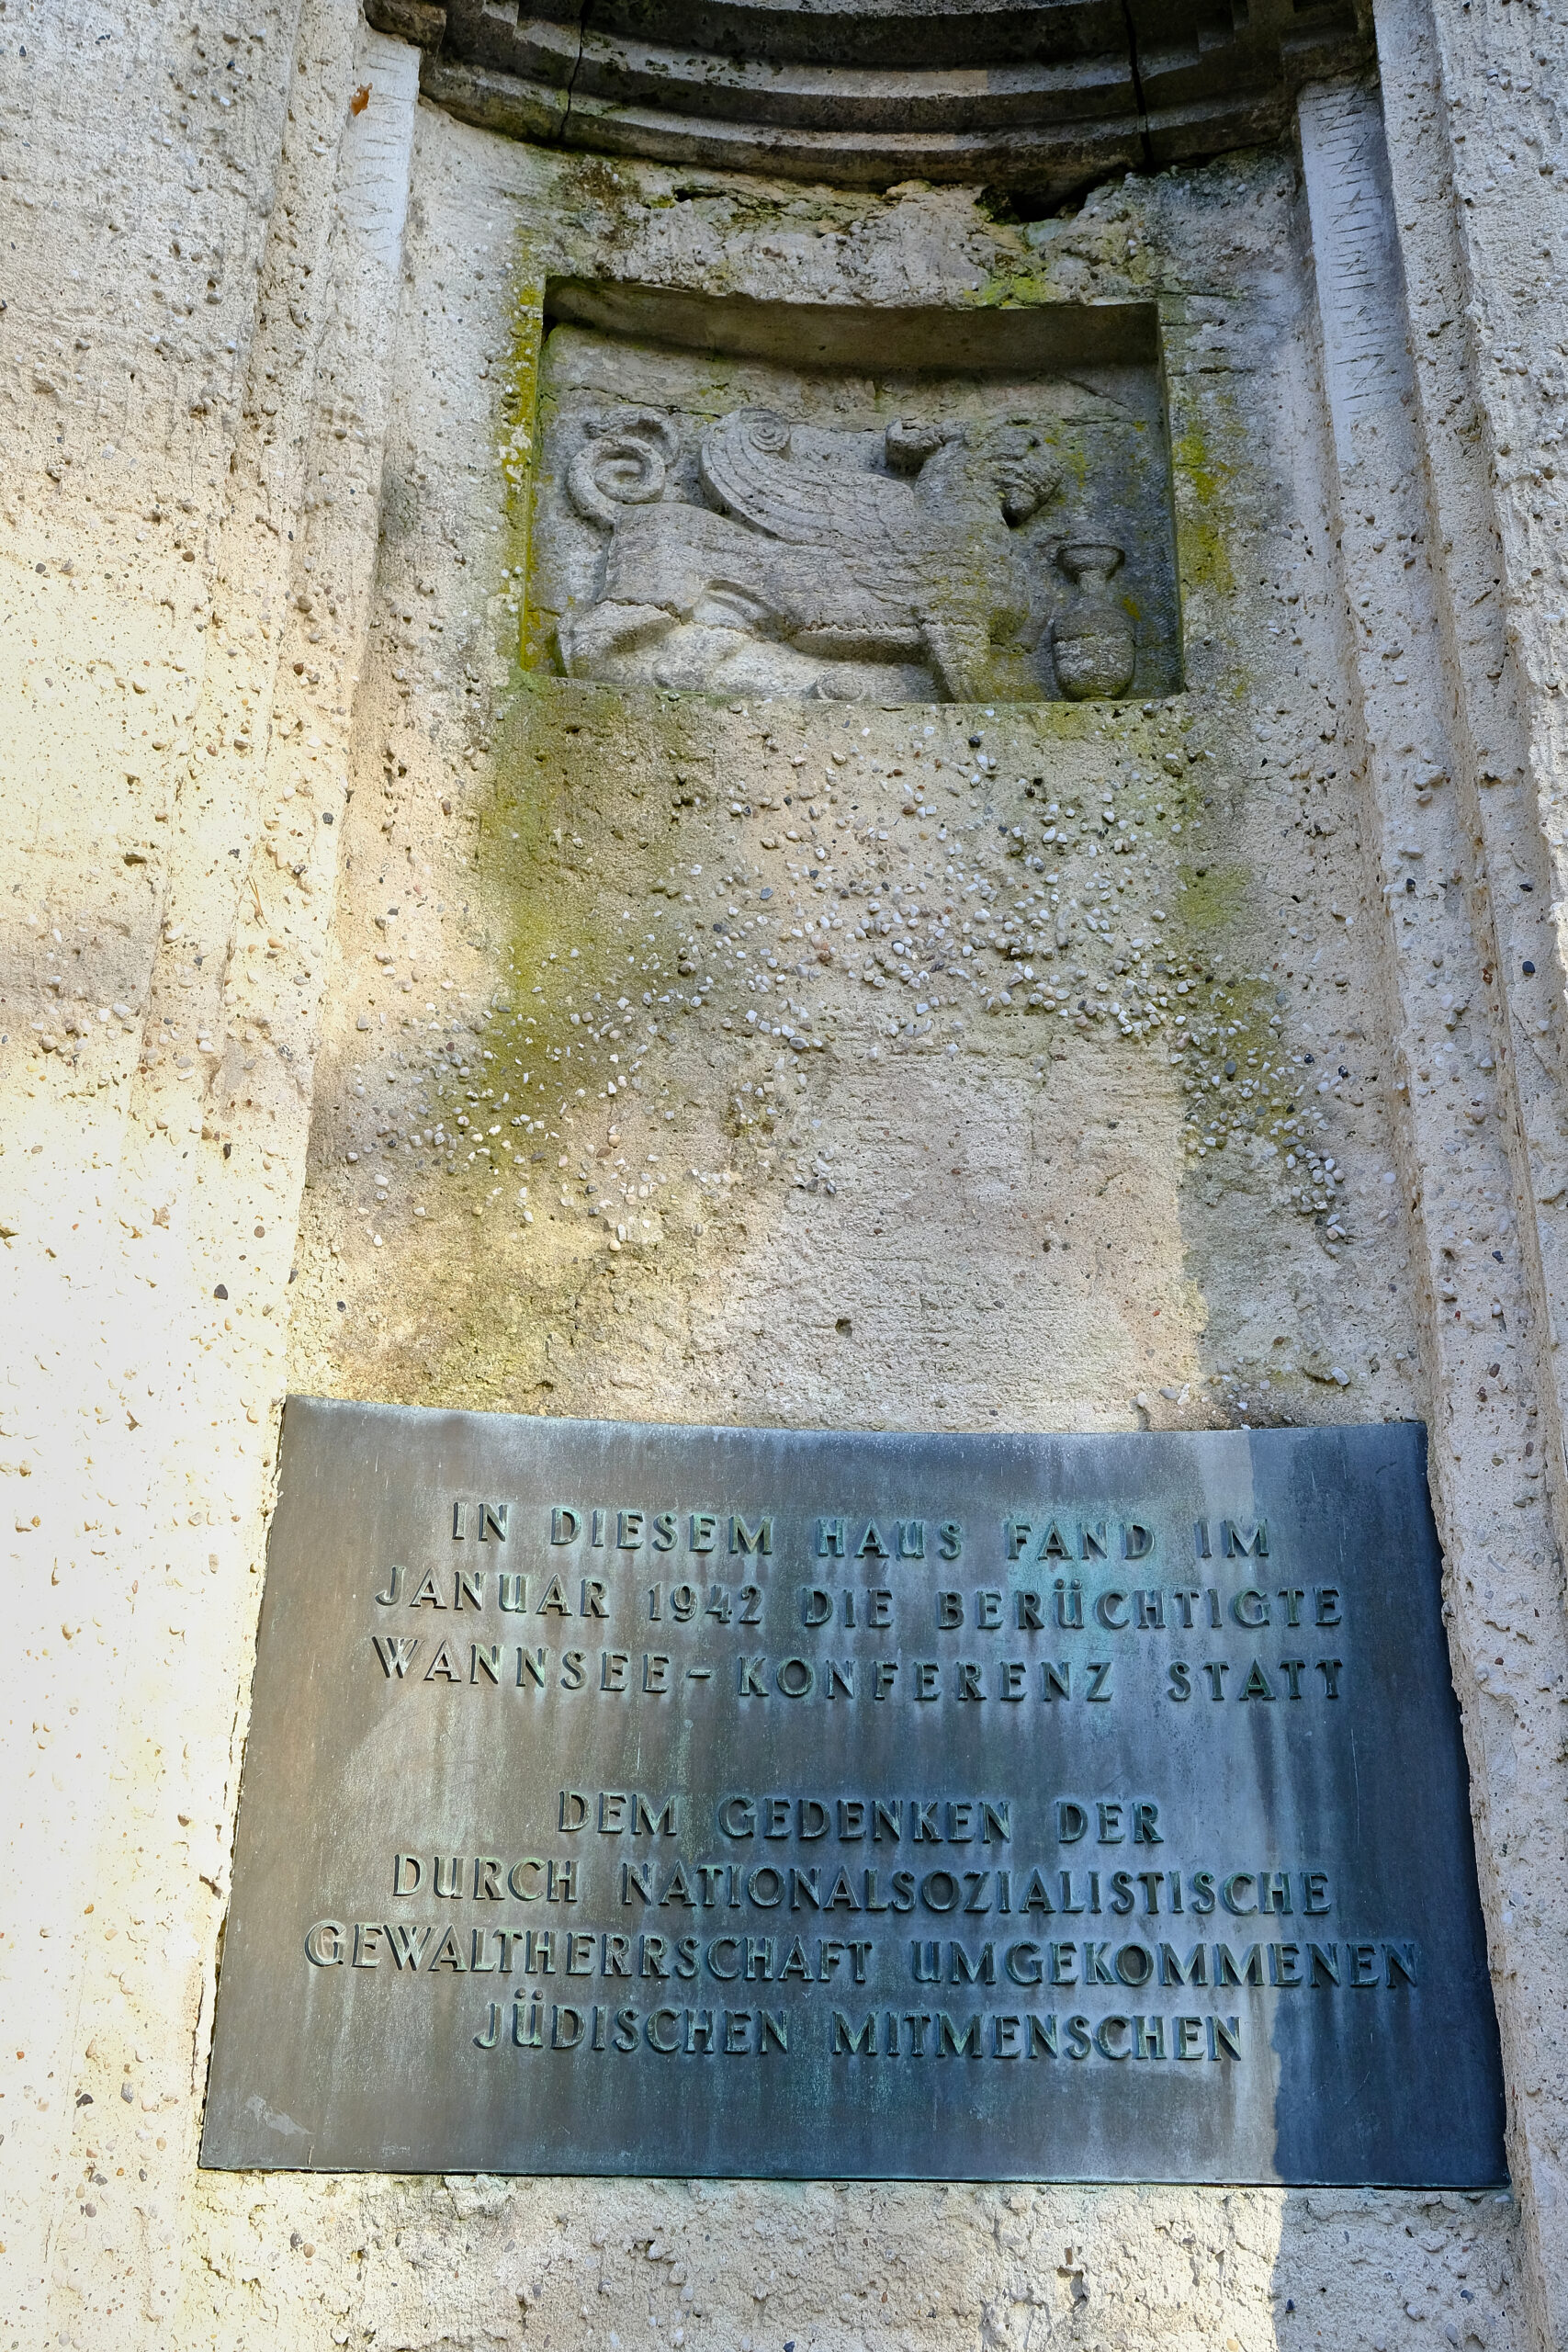 IN DIESEM HAUS FAND IM
JANUAR 1942 DIE BERÜCHTIGTE
WANNSEE-KONFERENZ STATT
DEM GEDENKEN DER
DURCH NATIONALSOZIALISTISCHE
GEWALTHERRSCHAFT UMGEKOMMENEN
JÜDISCHEN MITMENSCHEN